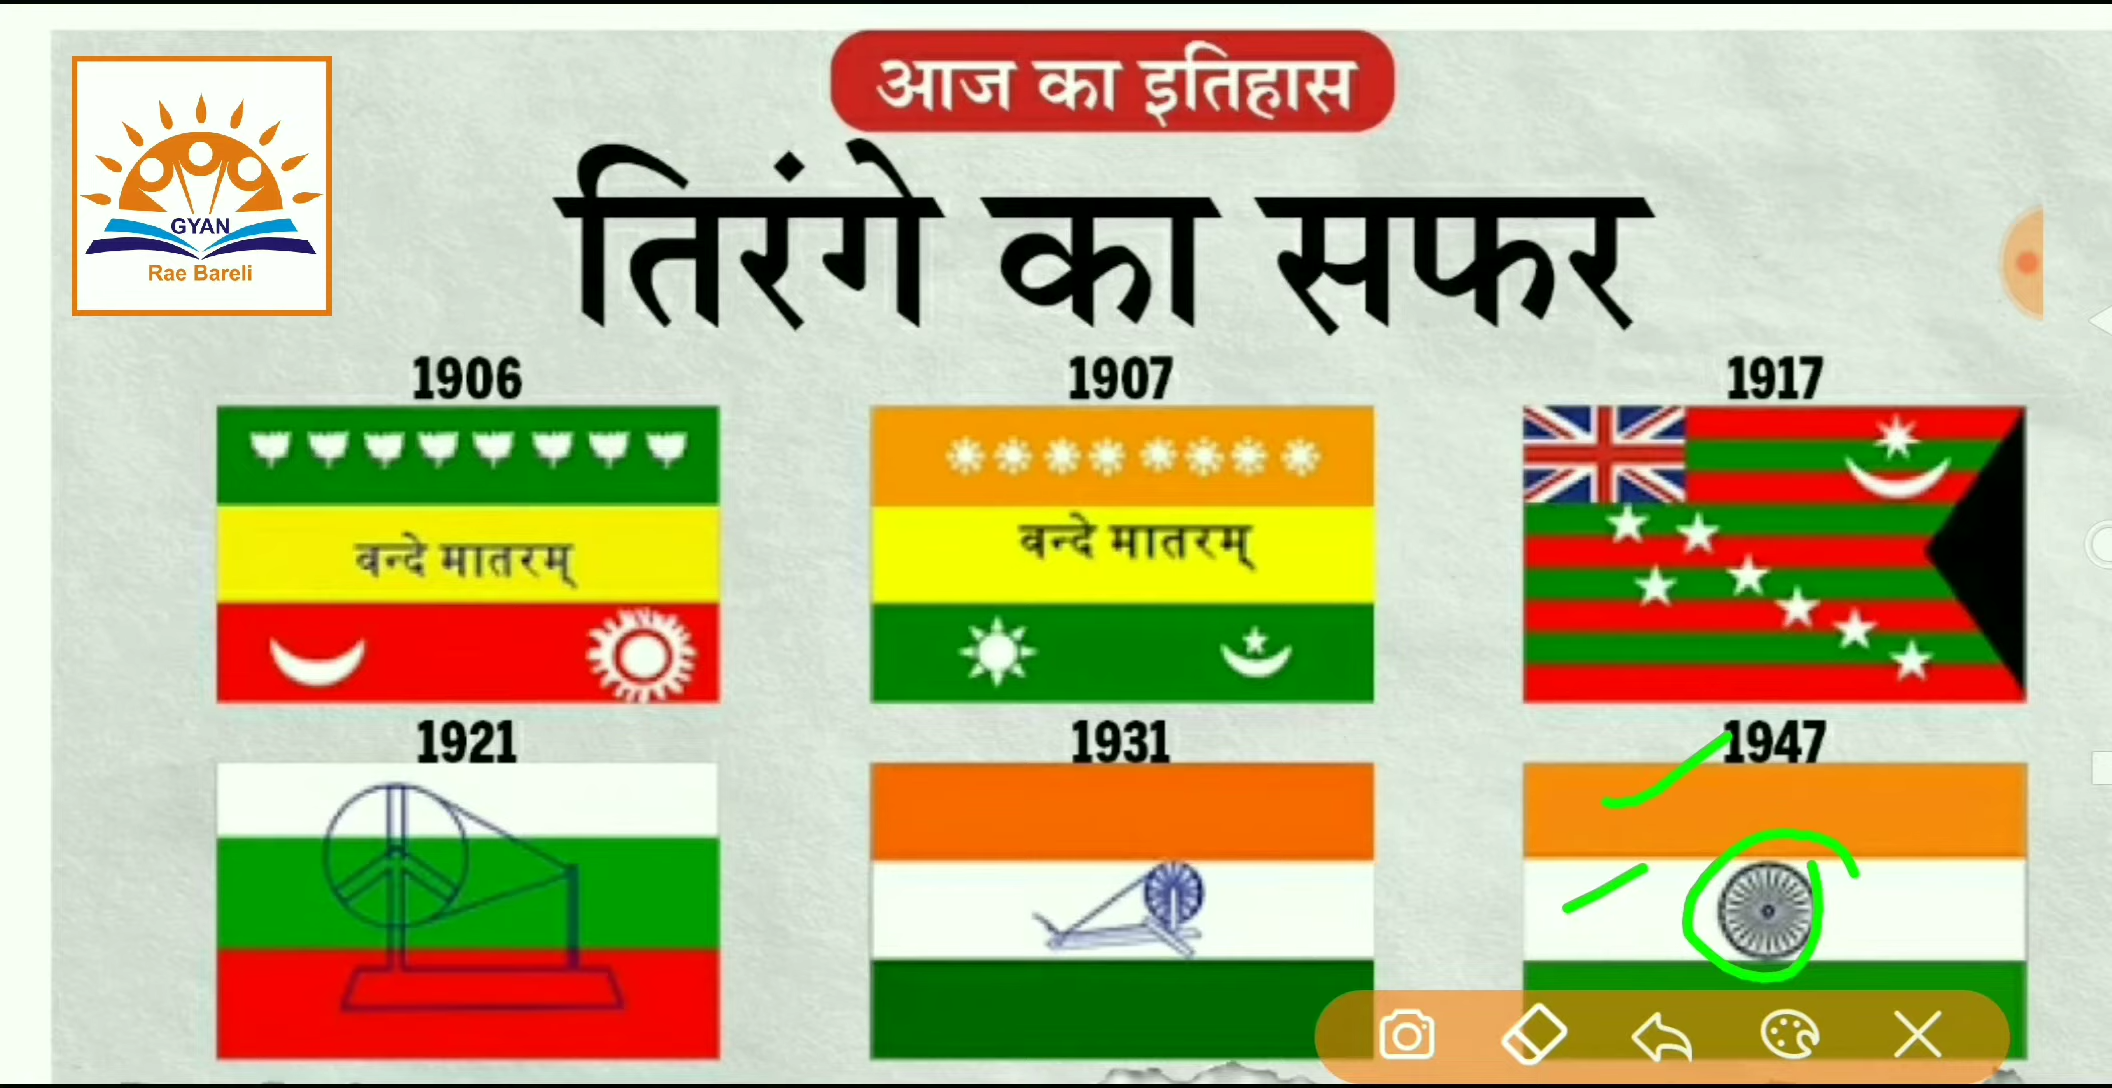 आज का इतिहास
GYAN
Rae Bareli
तिरंगे का सफर
1906
1907
1917
वन्दे मातरम्
वन्दे मातरम्
1921
1931
1947